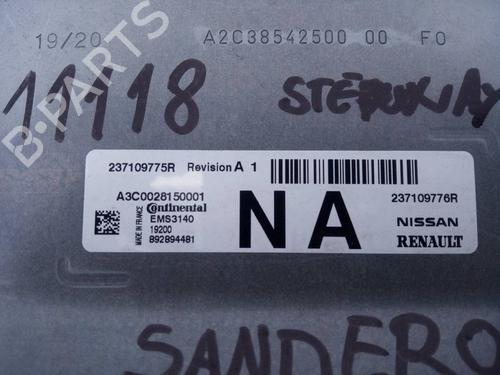 19/20 A2C38542500 00 F0
11118 STEPWAY
B-PARTS
237109775R Revision A 1
A3C0028150001 237109776R
MADE IN FRANCE
Continental
EMS3140
19200
892894481
NA
NISSAN
RENAULT
SANDERO